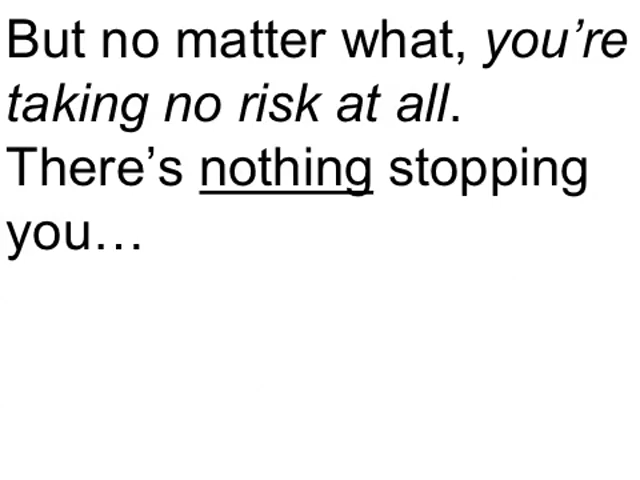 But no matter what, you’re
taking no risk at all.
There’s nothing stopping
you…